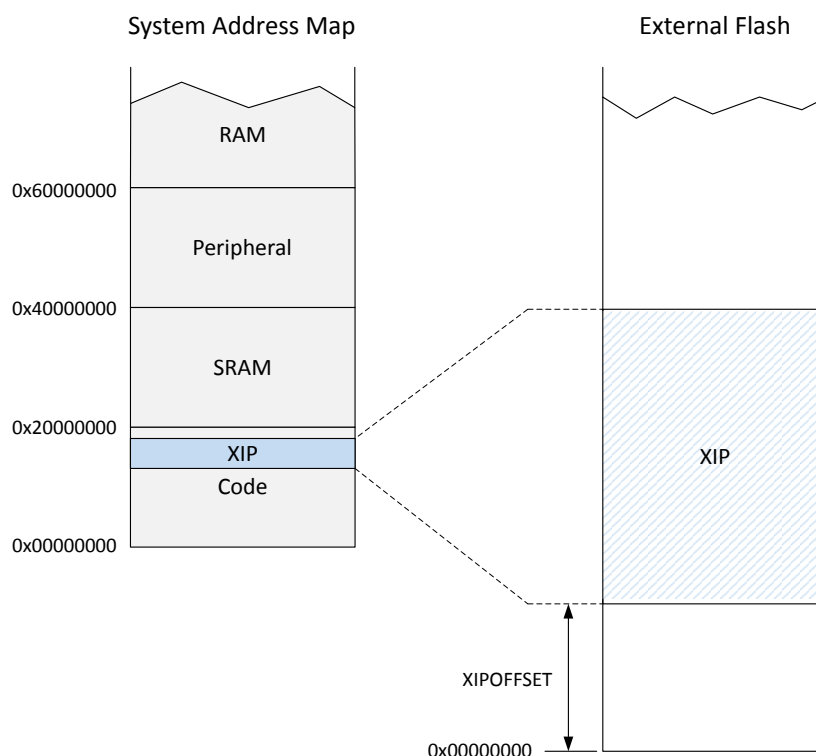 System Address Map
External Flash
RAM
0x60000000
Peripheral
0x40000000
SRAM
0x20000000
XIP
XIP
Code
0x00000000
XIPOFFSET
0x00000000